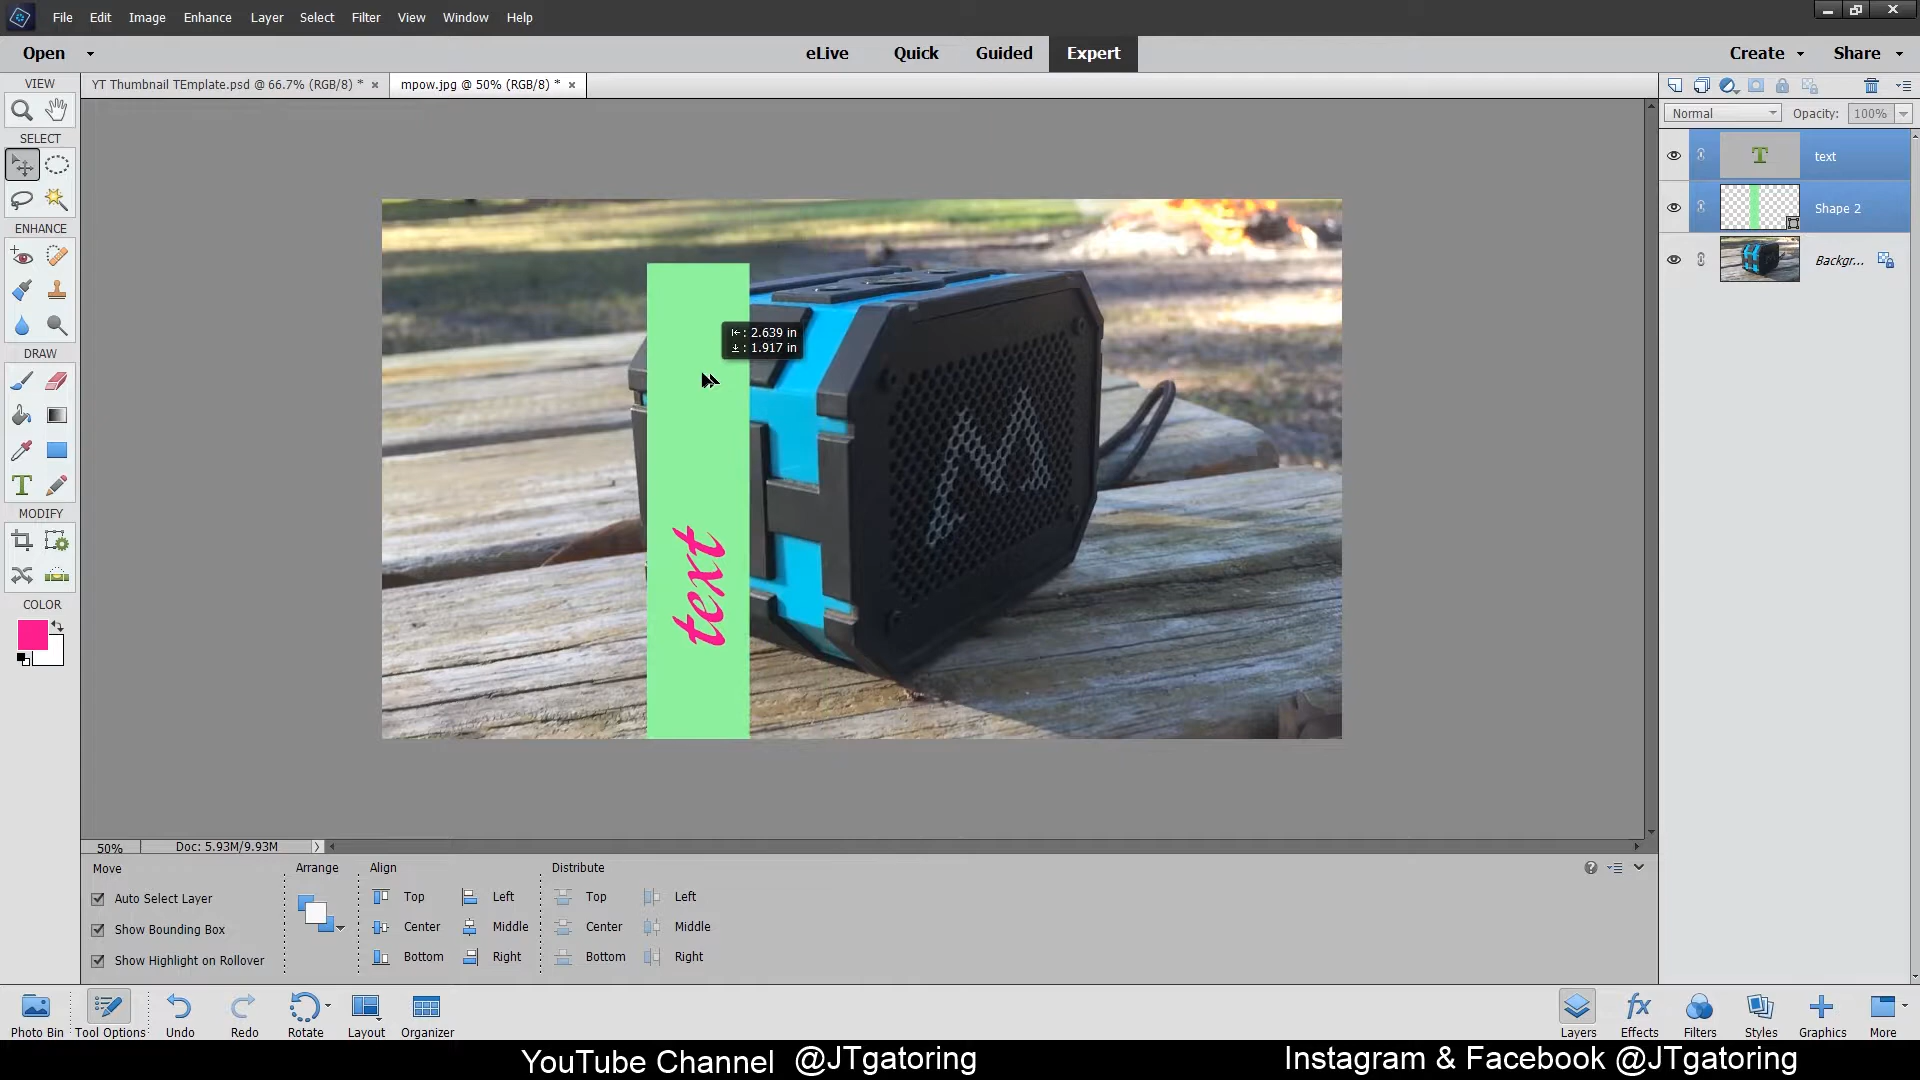 File Edit Image Enhance Layer Select Filter View Window Help
Open eLive Quick Guided Expert Create Share
VIEW
YT Thumbnail TEmplate.psd @ 66.7% (RGB/8) * ×
mpow.jpg @ 50% (RGB/8) * ×
Normal Opacity: 100%
SELECT
T text
Shape 2
Backgr...
ENHANCE
DRAW
T
MODIFY
COLOR
: 2.639 in
: 1.917 in
text
50% Doc: 5.93M/9.93M
Move Arrange Align Distribute
Auto Select Layer Top Left Top Left
Show Bounding Box Center Middle Center Middle
Show Highlight on Rollover Bottom Right Bottom Right
Photo Bin Tool Options Undo Redo Rotate Layout Organizer
fx
Layers Effects Filters Styles Graphics More
YouTube Channel @JTgatoring Instagram & Facebook @JTgatoring